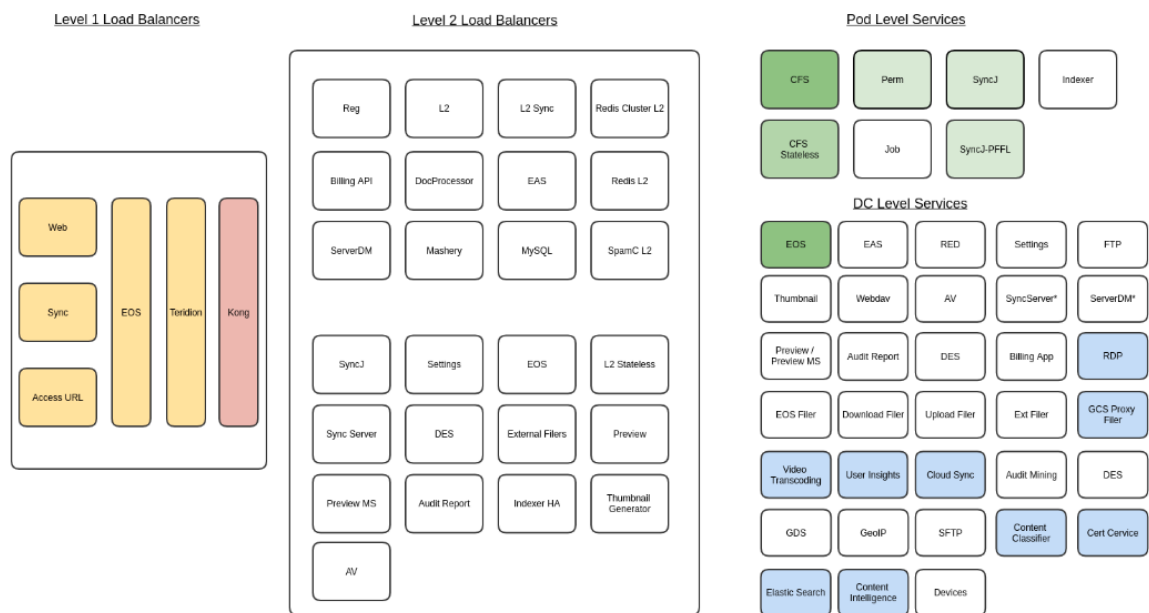 Level 1 Load Balancers
Web
Sync
Access URL
EOS
Teridion
Kong
Level 2 Load Balancers
Reg
L2
L2 Sync
Redis Cluster L2
Billing API
DocProcessor
EAS
Redis L2
ServerDM
Mashery
MySQL
SpamC L2
SyncJ
Settings
EOS
L2 Stateless
Sync Server
DES
External Filers
Preview
Preview MS
Audit Report
Indexer HA
Thumbnail
Generator
AV
Pod Level Services
CFS
Perm
SyncJ
Indexer
CFS
Stateless
Job
SyncJ-PFFL
DC Level Services
EOS
EAS
RED
Settings
FTP
Thumbnail
Webdav
AV
SyncServer*
ServerDM*
Preview /
Preview MS
Audit Report
DES
Billing App
RDP
EOS Filer
Download Filer
Upload Filer
Ext Filer
GCS Proxy
Filer
Video
Transcoding
User Insights
Cloud Sync
Audit Mining
DES
GDS
GeoIP
SFTP
Content
Classifier
Cert Cervice
Elastic Search
Content
Intelligence
Devices